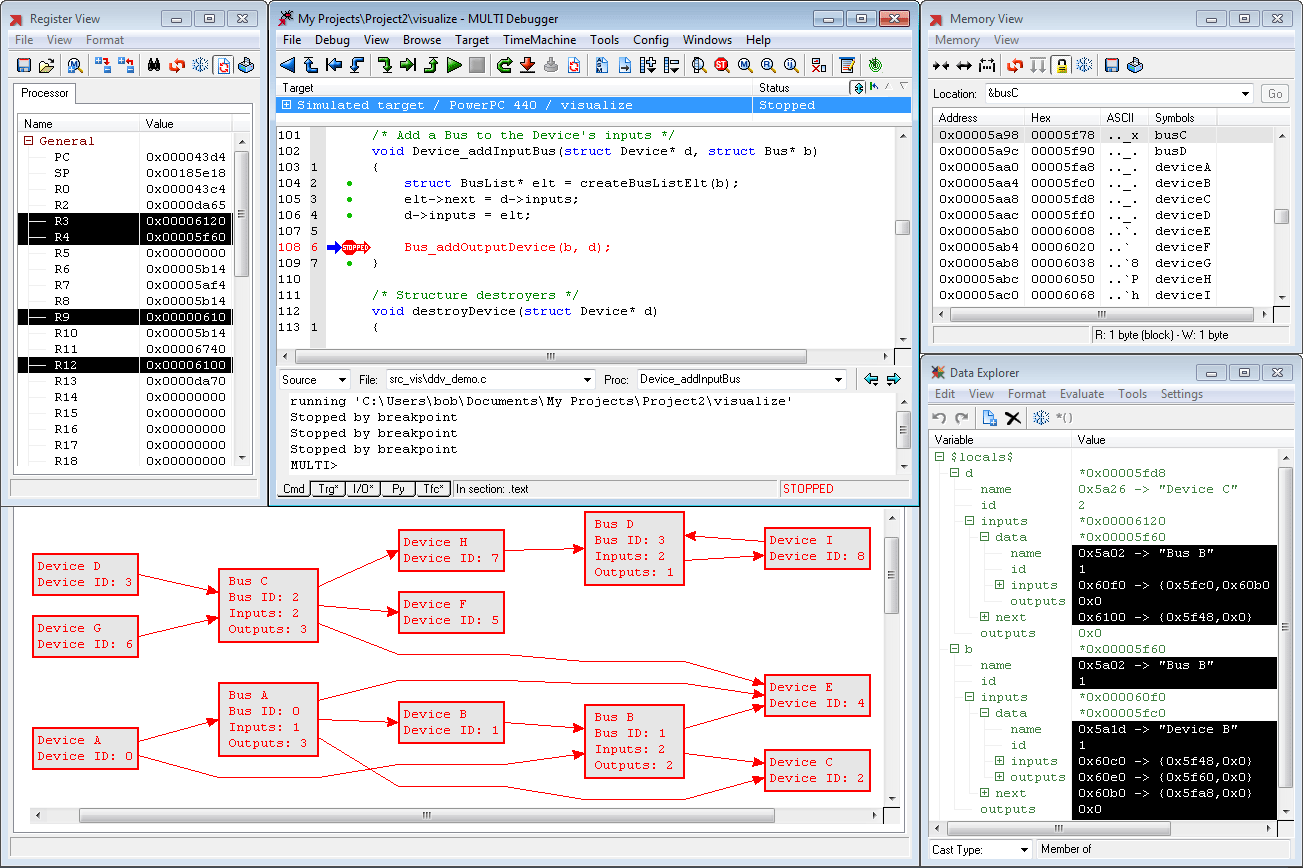 Register View
File View Format
Processor
Name Value
General
PC 0x000043d4
SP 0x00185e18
R0 0x000043c4
R2 0x0000da65
R3 0x00006120
R4 0x00005f60
R5 0x00000000
R6 0x00005b14
R7 0x00005af4
R8 0x00005b14
R9 0x00000610
R10 0x00005b14
R11 0x00006740
R12 0x00006100
R13 0x0000da70
R14 0x00000000
R15 0x00000000
R16 0x00000000
R17 0x00000000
R18 0x00000000
My Projects\Project2\visualize - MULTI Debugger
File Debug View Browse Target TimeMachine Tools Config Windows Help
Target Status
Simulated target / PowerPC 440 / visualize Stopped
101 /* Add a Bus to the Device's inputs */
102 void Device_addInputBus(struct Device* d, struct Bus* b)
103 1 {
104 2 struct BusList* elt = createBusListElt(b);
105 3 elt->next = d->inputs;
106 4 d->inputs = elt;
107 5
108 6 STOPPED Bus_addOutputDevice(b, d);
109 7 }
110
111 /* Structure destroyers */
112 void destroyDevice(struct Device* d)
113 1 {
Source File: src_vis\ddv_demo.c Proc: Device_addInputBus
running 'C:\Users\bob\Documents\My Projects\Project2\visualize'
Stopped by breakpoint
Stopped by breakpoint
Stopped by breakpoint
MULTI>
Cmd Trg* I/O* Py Tfc* In section: .text STOPPED
Memory View
Memory View
Location: &busC Go
Address Hex ASCII Symbols
0x00005a98 00005f78 .._x busC
0x00005a9c 00005f90 .._. busD
0x00005aa0 00005fa8 .._. deviceA
0x00005aa4 00005fc0 .._. deviceB
0x00005aa8 00005fd8 .._. deviceC
0x00005aac 00005ff0 .._. deviceD
0x00005ab0 00006008 ..`. deviceE
0x00005ab4 00006020 ..` deviceF
0x00005ab8 00006038 ..`8 deviceG
0x00005abc 00006050 ..`P deviceH
0x00005ac0 00006068 ..`h deviceI
R: 1 byte (block) - W: 1 byte
Data Explorer
Edit View Format Evaluate Tools Settings
*()
Variable Value
$locals$
d *0x00005fd8
name 0x5a26 -> "Device C"
id 2
inputs *0x00006120
data *0x00005f60
name 0x5a02 -> "Bus B"
id 1
inputs 0x60f0 -> {0x5fc0,0x60b0
outputs 0x0
next 0x6100 -> {0x5f48,0x0}
outputs 0x0
b *0x00005f60
name 0x5a02 -> "Bus B"
id 1
inputs *0x000060f0
data *0x00005fc0
name 0x5a1d -> "Device B"
id 1
inputs 0x60c0 -> {0x5f48,0x0}
outputs 0x60e0 -> {0x5f60,0x0}
next 0x60b0 -> {0x5fa8,0x0}
outputs 0x0
Cast Type: Member of
Device D
Device ID: 3
Device G
Device ID: 6
Device A
Device ID: 0
Bus C
Bus ID: 2
Inputs: 2
Outputs: 3
Bus A
Bus ID: 0
Inputs: 1
Outputs: 3
Device H
Device ID: 7
Device F
Device ID: 5
Device B
Device ID: 1
Bus D
Bus ID: 3
Inputs: 2
Outputs: 1
Bus B
Bus ID: 1
Inputs: 2
Outputs: 2
Device I
Device ID: 8
Device E
Device ID: 4
Device C
Device ID: 2